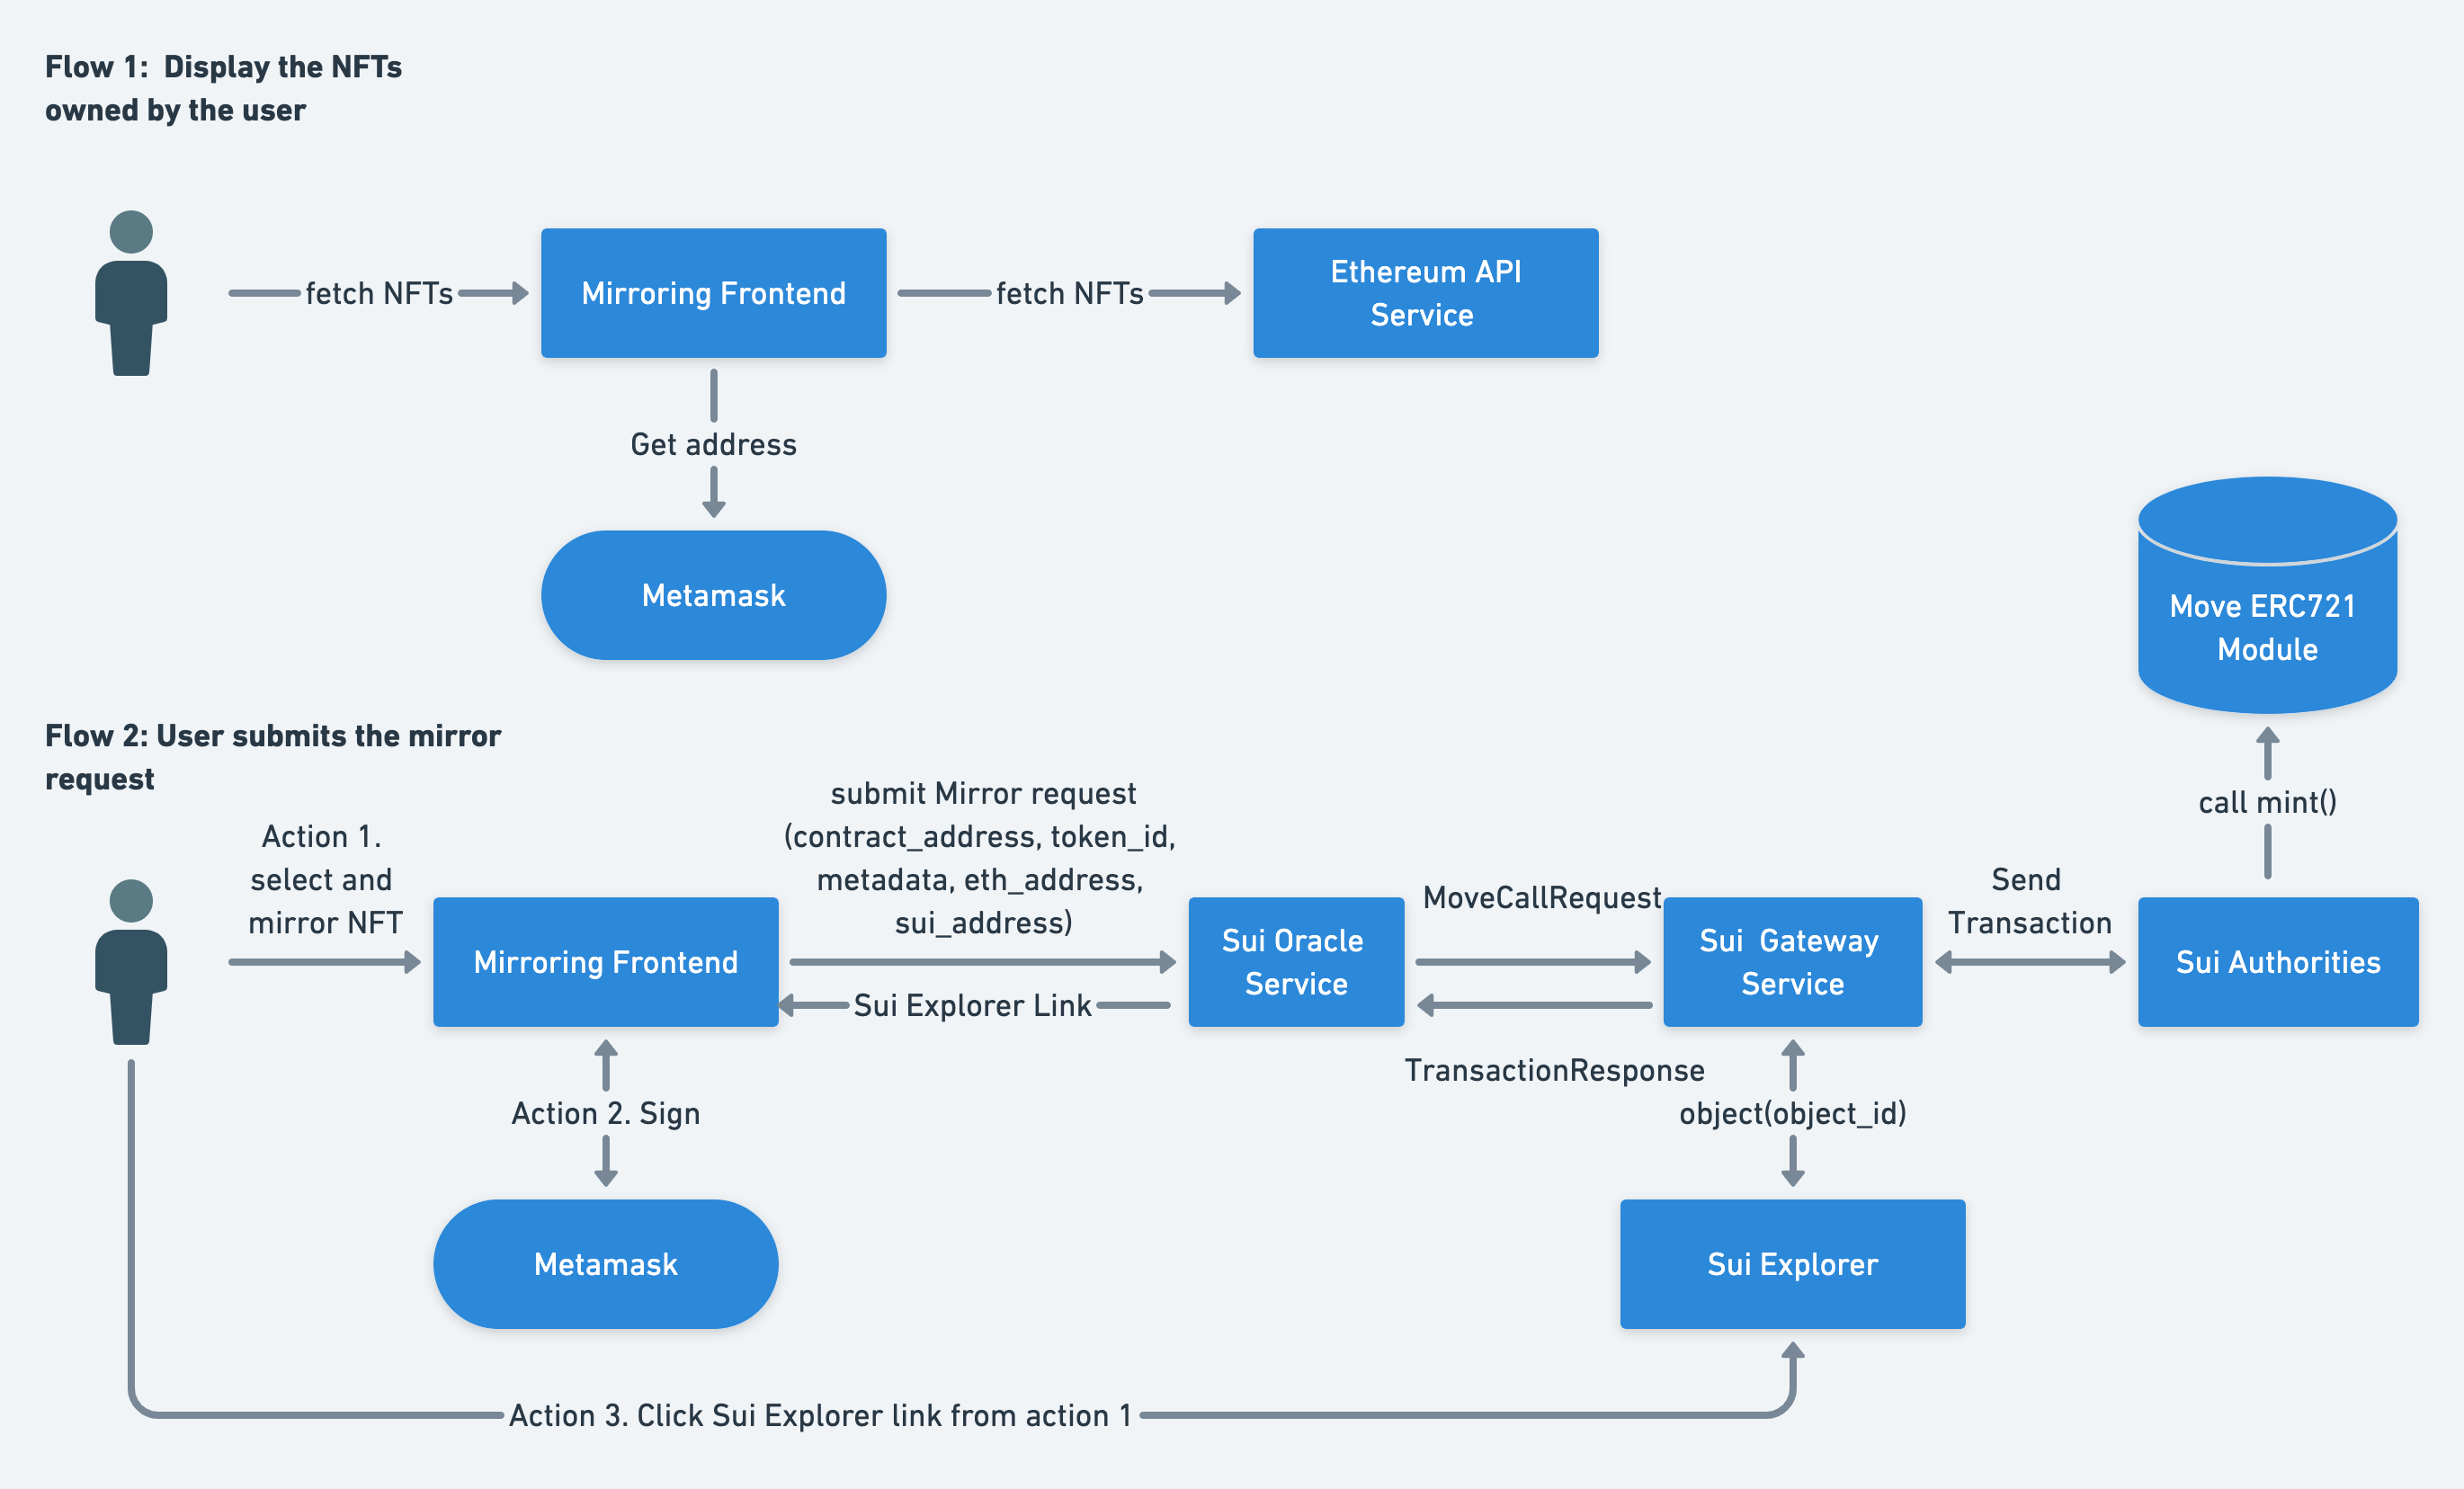 Flow 1:  Display the NFTs
owned by the user
fetch NFTs
Mirroring Frontend
fetch NFTs
Ethereum API
Service
Get address
Metamask
Move ERC721
Module
Flow 2: User submits the mirror
request
call mint()
Action 1.
select and
mirror NFT
Mirroring Frontend
submit Mirror request
(contract_address, token_id,
metadata, eth_address,
sui_address)
Sui Explorer Link
Sui Oracle
Service
MoveCallRequest
TransactionResponse
Sui  Gateway
Service
Send
Transaction
Sui Authorities
Action 2. Sign
object(object_id)
Metamask
Sui Explorer
Action 3. Click Sui Explorer link from action 1